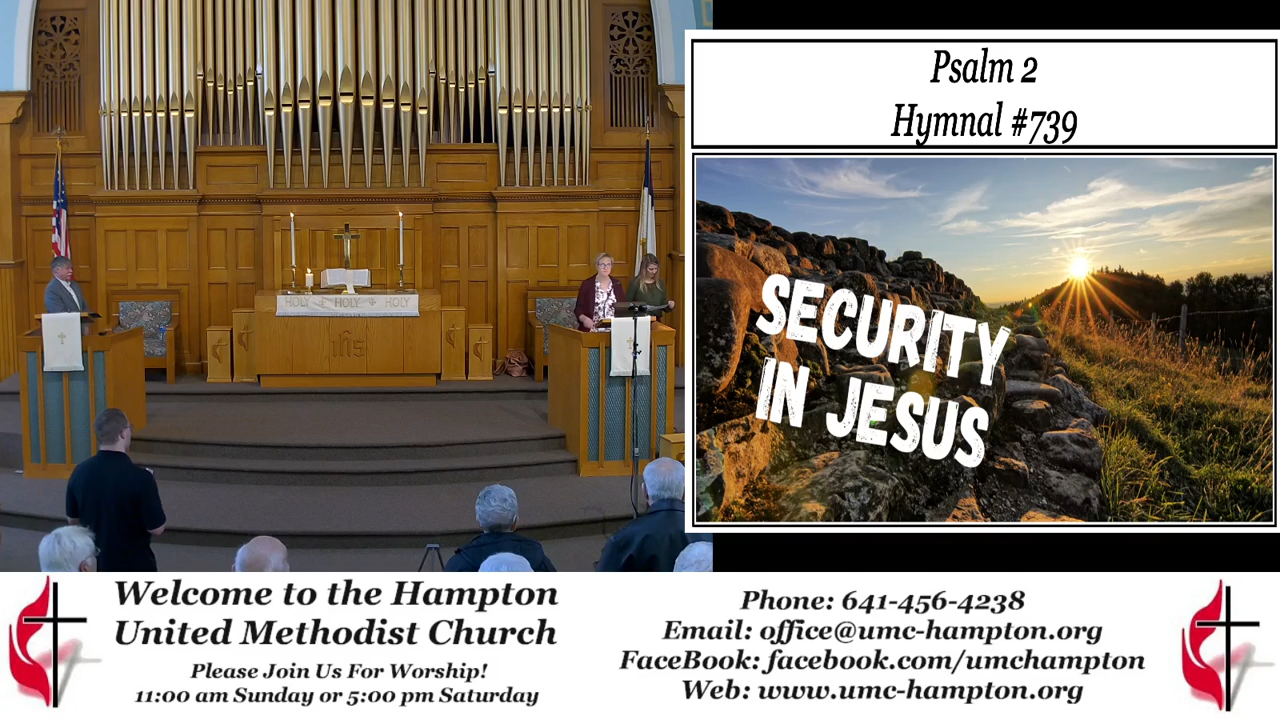 Psalm 2
Hymnal #739
SECURITY
IN JESUS
HOLY HOLY HOLY
ihs
Welcome to the Hampton
United Methodist Church
Please Join Us For Worship!
11:00 am Sunday or 5:00 pm Saturday
Phone: 641-456-4238
Email: office@umc-hampton.org
FaceBook: facebook.com/umchampton
Web: www.umc-hampton.org